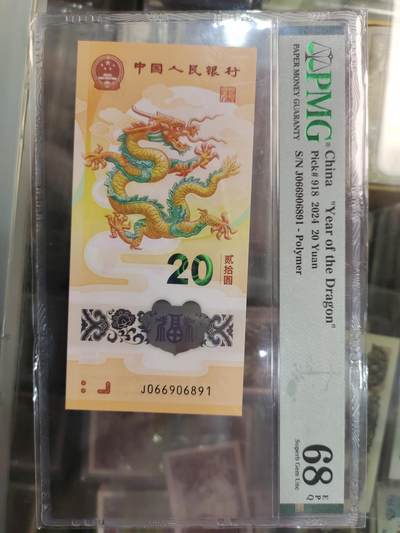 中国人民银行
20
贰拾圆
福
J066906891
PMG
PAPER MONEY GUARANTY
China "Year of the Dragon"
Pick# 918 2024 20 Yuan
S/N J066906891 - Polymer
68 EPQ
Superb Gem Unc